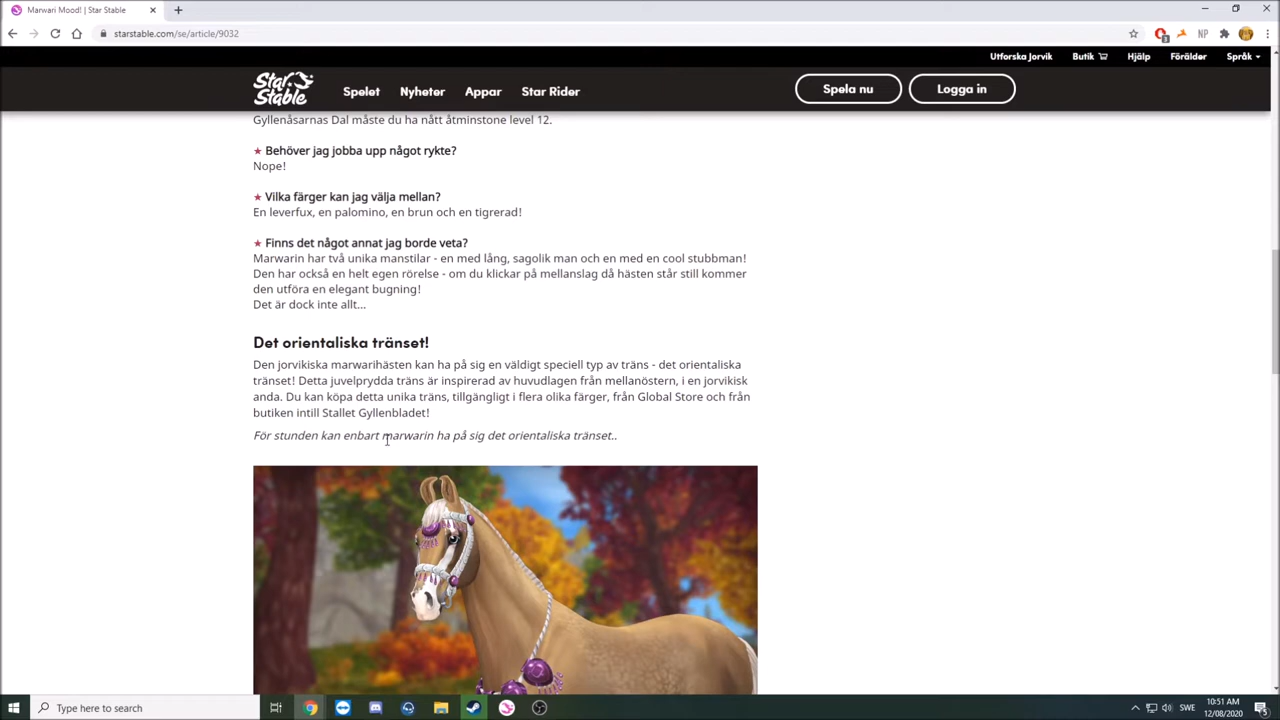 Marwari Mood! | Star Stable
starstable.com/se/article/9032
3
NP
Utforska Jorvik Butik Hjälp Förälder Språk
Star Stable
Spelet Nyheter Appar Star Rider Spela nu Logga in
Gyllenåsarnas Dal måste du ha nått åtminstone level 12.
★ Behöver jag jobba upp något rykte?
Nope!
★ Vilka färger kan jag välja mellan?
En leverfux, en palomino, en brun och en tigrerad!
★ Finns det något annat jag borde veta?
Marwarin har två unika manstilar - en med lång, sagolik man och en med en cool stubbman!
Den har också en helt egen rörelse - om du klickar på mellanslag då hästen står still kommer
den utföra en elegant bugning!
Det är dock inte allt...
Det orientaliska tränset!
Den jorvikiska marwarihästen kan ha på sig en väldigt speciell typ av träns - det orientaliska
tränset! Detta juvelprydda träns är inspirerad av huvudlagen från mellanöstern, i en jorvikisk
anda. Du kan köpa detta unika träns, tillgängligt i flera olika färger, från Global Store och från
butiken intill Stallet Gyllenbladet!
För stunden kan enbart marwarin ha på sig det orientaliska tränset..
Type here to search
SWE
10:51 AM
12/08/2020
5